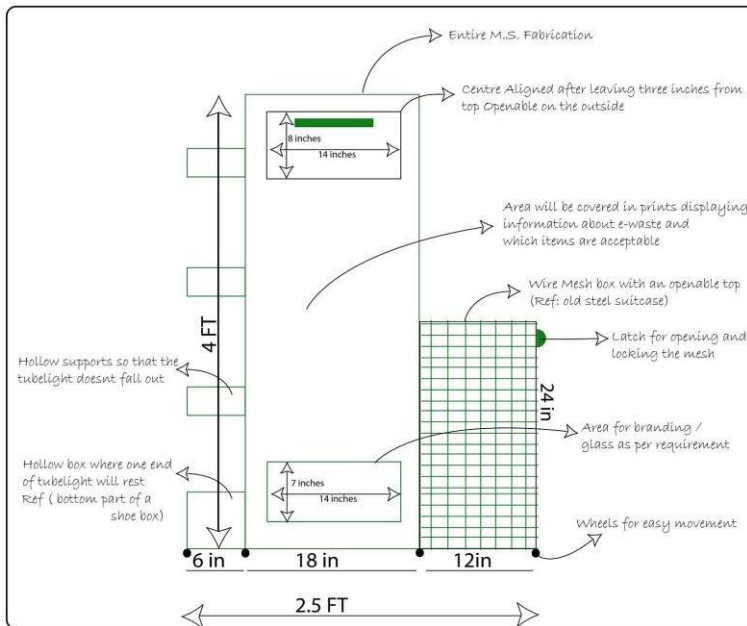 Entire M.S. Fabrication
Centre Aligned after leaving three inches from
top Openable on the outside
8 inches
14 inches
Area will be covered in prints displaying
information about e-waste and
which items are acceptable
Wire Mesh box with an openable top
(Ref: old steel suitcase)
Latch for opening and
locking the mesh
4 FT
24 in
Hollow supports so that the
tubelight doesnt fall out
Area for branding /
glass as per requirement
Hollow box where one end
of tubelight will rest
Ref ( bottom part of a
shoe box)
7 inches
14 inches
Wheels for easy movement
6 in
18 in
12in
2.5 FT